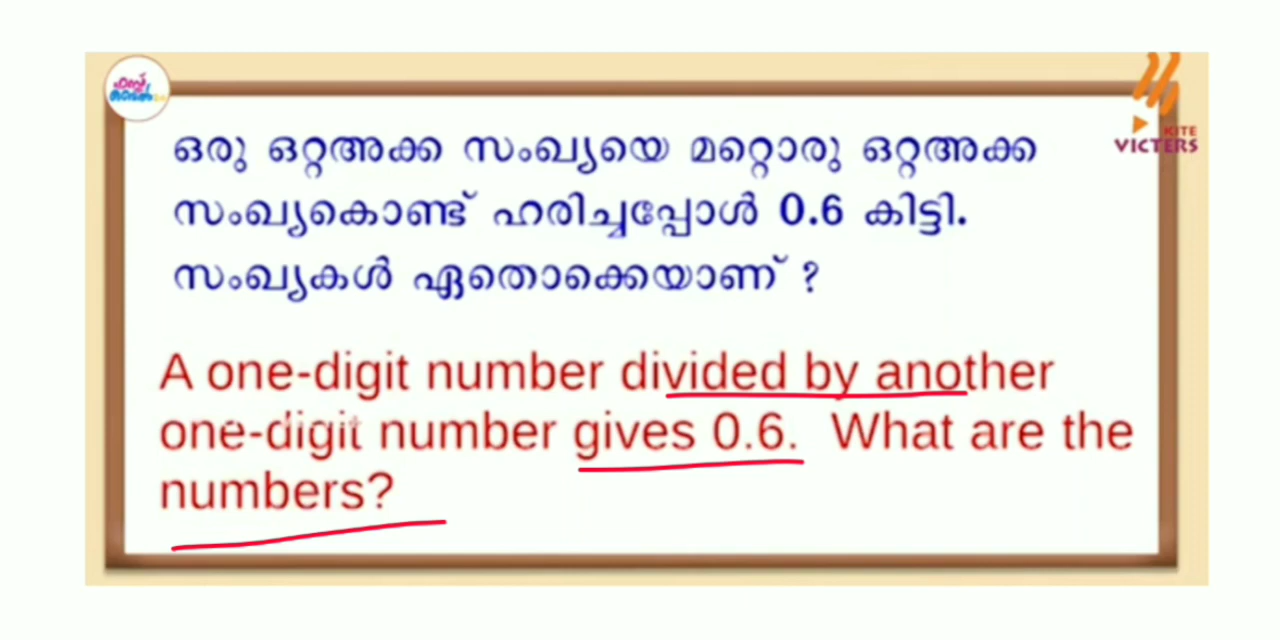 ഒരു ഒറ്റഅക്ക സംഖ്യയെ മറ്റൊരു ഒറ്റഅക്ക
സംഖ്യകൊണ്ട് ഹരിച്ചപ്പോൾ 0.6 കിട്ടി.
സംഖ്യകൾ ഏതൊക്കെയാണ് ?
A one-digit number divided by another
one-digit number gives 0.6. What are the
numbers?
KITE
VICTERS